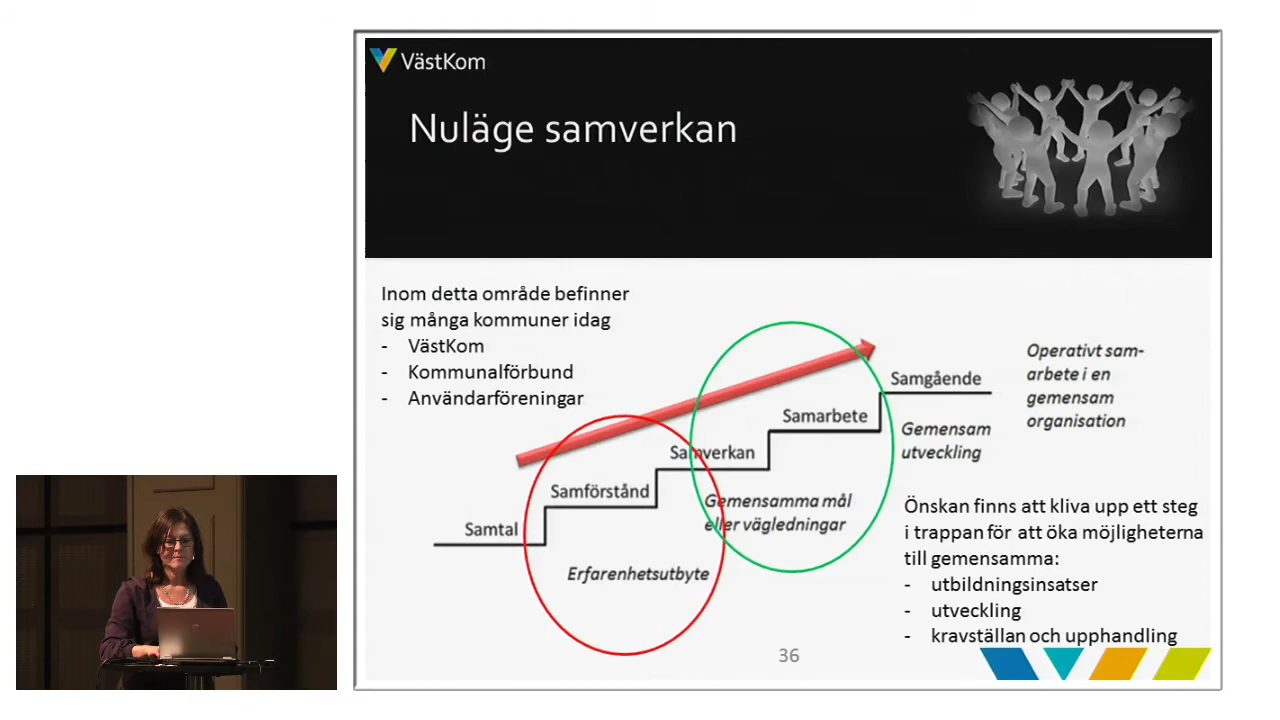 VästKom
Nuläge samverkan
Inom detta område befinner
sig många kommuner idag
- VästKom
- Kommunalförbund
- Användarföreningar
Samtal
Samförstånd
Samverkan
Samarbete
Samgående
Erfarenhetsutbyte
Gemensamma mål
eller vägledningar
Gemensam
utveckling
Operativt sam-
arbete i en
gemensam
organisation
Önskan finns att kliva upp ett steg
i trappan för att öka möjligheterna
till gemensamma:
- utbildningsinsatser
- utveckling
- kravställan och upphandling
36